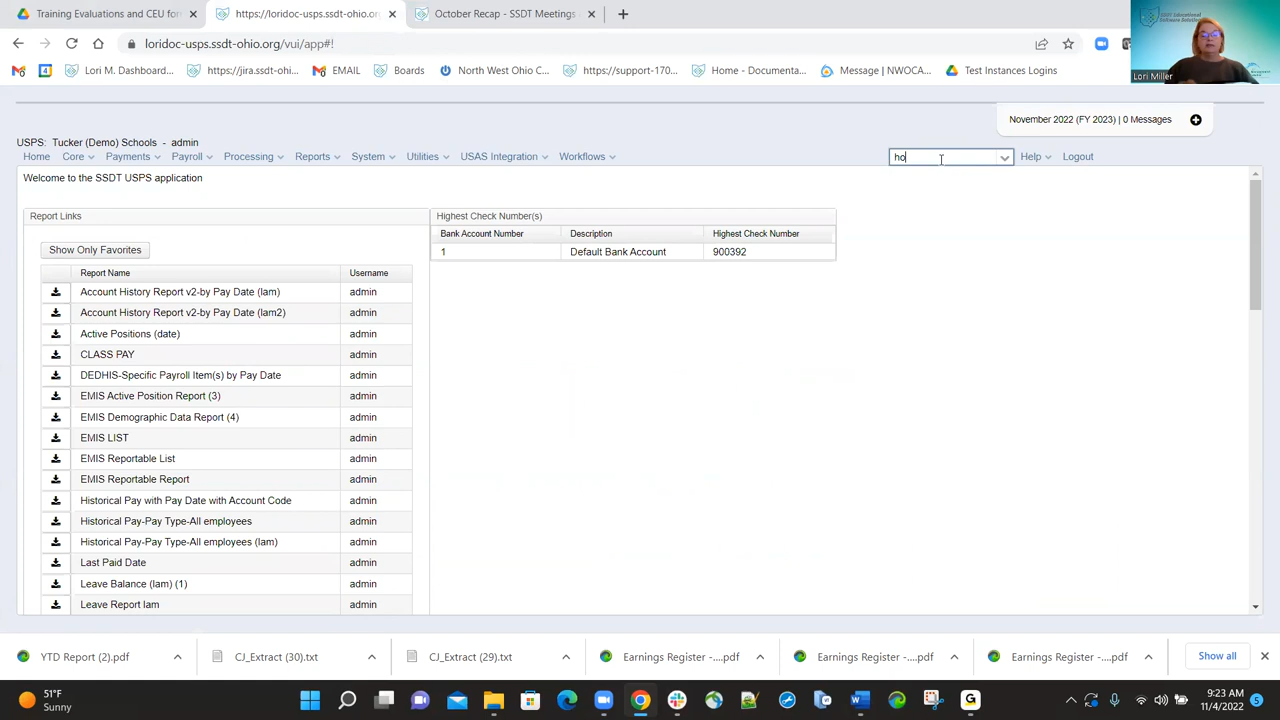 Training Evaluations and CEU for
https://loridoc-usps.ssdt-ohio.org
October Recap - SSDT Meetings
loridoc-usps.ssdt-ohio.org/vui/app#!
Lori M. Dashboard...
https://jira.ssdt-ohi...
EMAIL
Boards
North West Ohio C...
https://support-170...
Home - Documenta...
Message | NWOCA...
Test Instances Logins
Lori Miller
November 2022 (FY 2023) | 0 Messages
USPS: Tucker (Demo) Schools - admin
Home Core Payments Payroll Processing Reports System Utilities USAS Integration Workflows ho Help Logout
Welcome to the SSDT USPS application
Report Links
Highest Check Number(s)
Bank Account Number Description Highest Check Number
1 Default Bank Account 900392
Show Only Favorites
Report Name Username
Account History Report v2-by Pay Date (lam) admin
Account History Report v2-by Pay Date (lam2) admin
Active Positions (date) admin
CLASS PAY admin
DEDHIS-Specific Payroll Item(s) by Pay Date admin
EMIS Active Position Report (3) admin
EMIS Demographic Data Report (4) admin
EMIS LIST admin
EMIS Reportable List admin
EMIS Reportable Report admin
Historical Pay with Pay Date with Account Code admin
Historical Pay-Pay Type-All employees admin
Historical Pay-Pay Type-All employees (lam) admin
Last Paid Date admin
Leave Balance (lam) (1) admin
Leave Report lam admin
YTD Report (2).pdf
CJ_Extract (30).txt
CJ_Extract (29).txt
Earnings Register -....pdf
Earnings Register -....pdf
Earnings Register -....pdf
Show all
51°F
Sunny
9:23 AM
11/4/2022
5